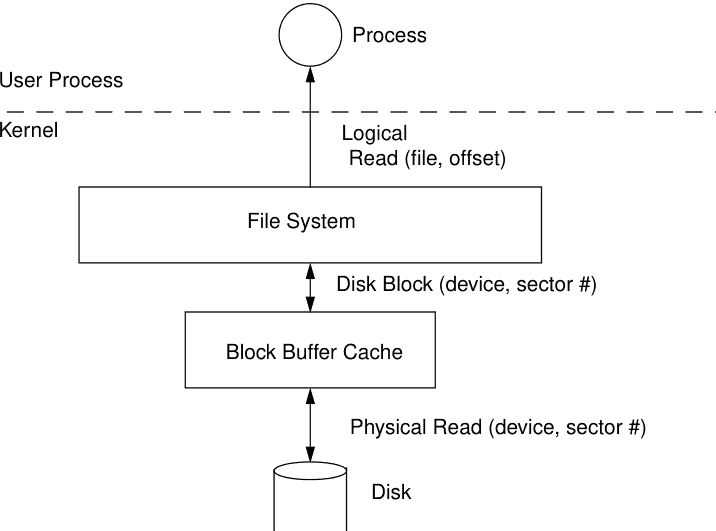 Process
User Process
Kernel
Logical
Read (file, offset)
File System
Disk Block (device, sector #)
Block Buffer Cache
Physical Read (device, sector #)
Disk